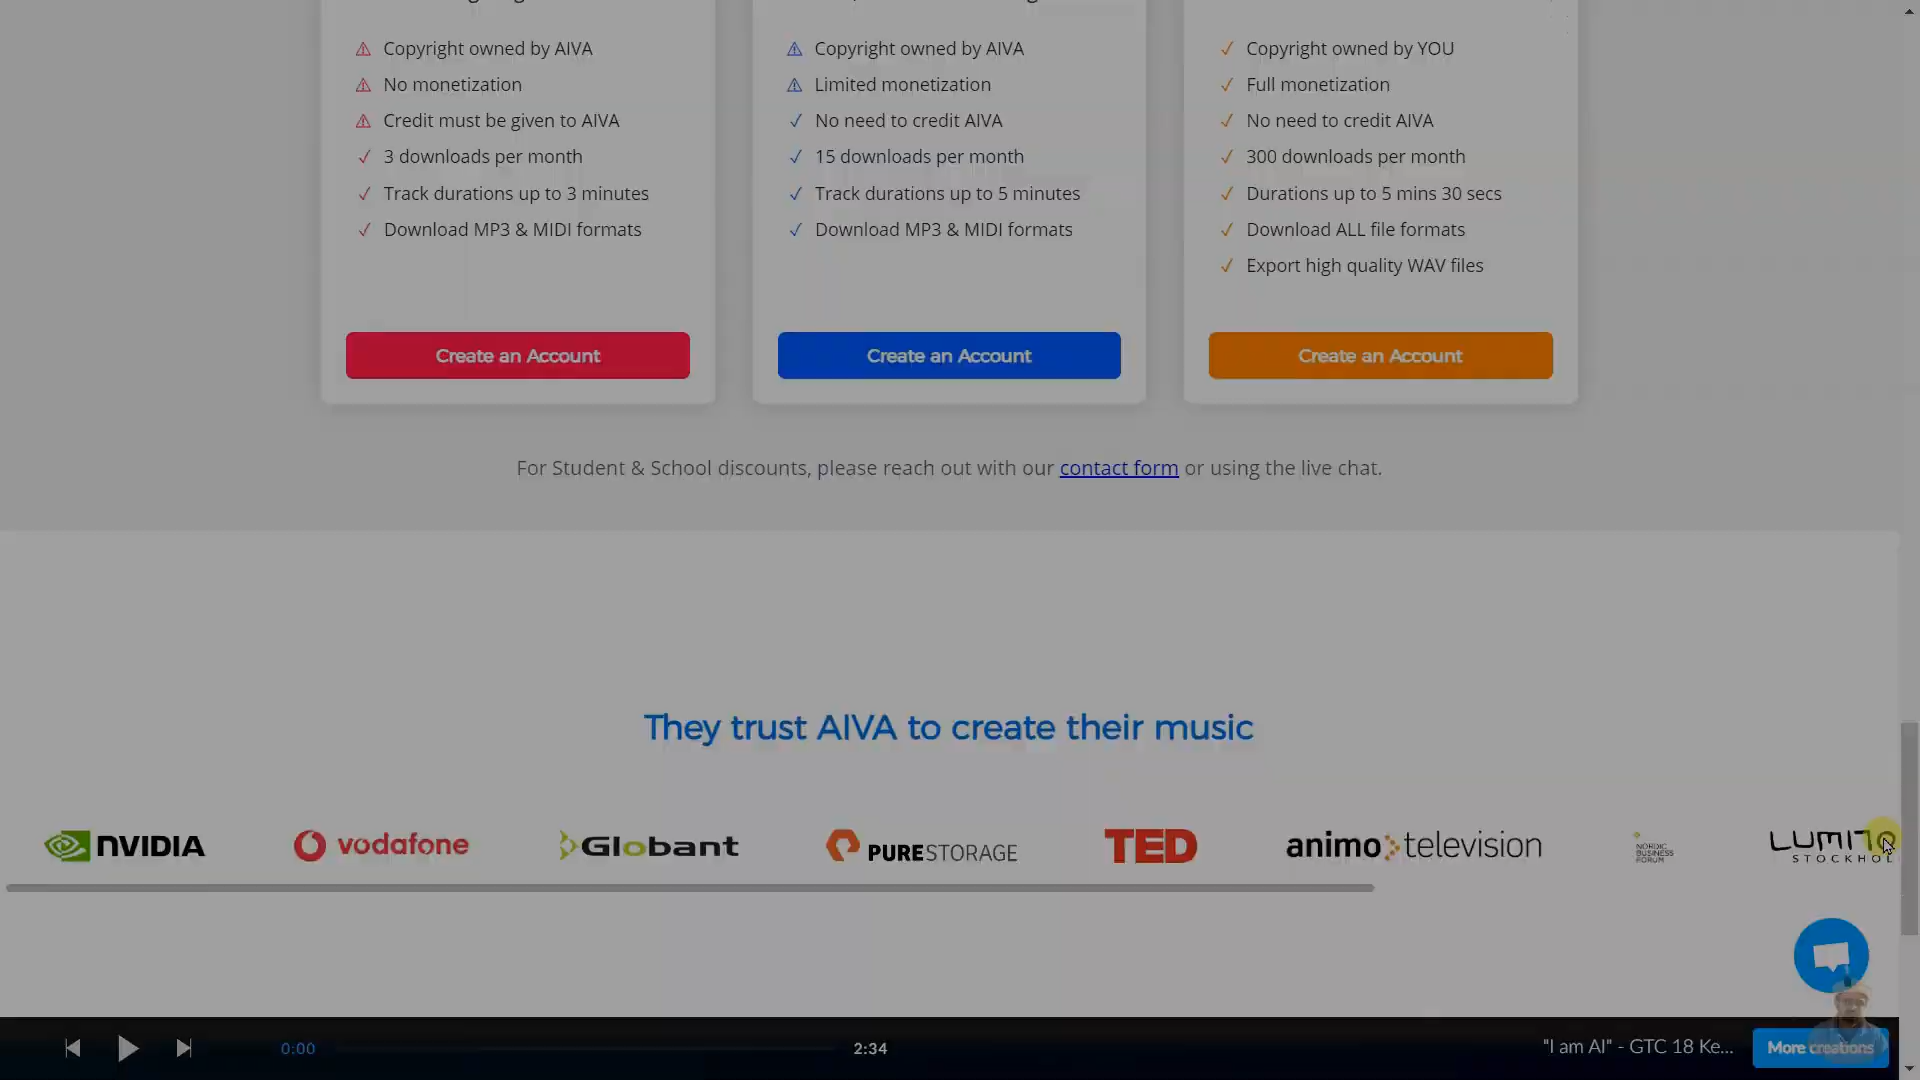 Copyright owned by AIVA
No monetization
Credit must be given to AIVA
3 downloads per month
Track durations up to 3 minutes
Download MP3 & MIDI formats
Create an Account
Copyright owned by AIVA
Limited monetization
No need to credit AIVA
15 downloads per month
Track durations up to 5 minutes
Download MP3 & MIDI formats
Create an Account
Copyright owned by YOU
Full monetization
No need to credit AIVA
300 downloads per month
Durations up to 5 mins 30 secs
Download ALL file formats
Export high quality WAV files
Create an Account
For Student & School discounts, please reach out with our contact form or using the live chat.
They trust AIVA to create their music
NVIDIA
vodafone
Globant
PURESTORAGE
TED
animo television
NORDIC
BUSINESS
FORUM
0:00
2:34
"I am AI" - GTC 18 Ke...
More creations